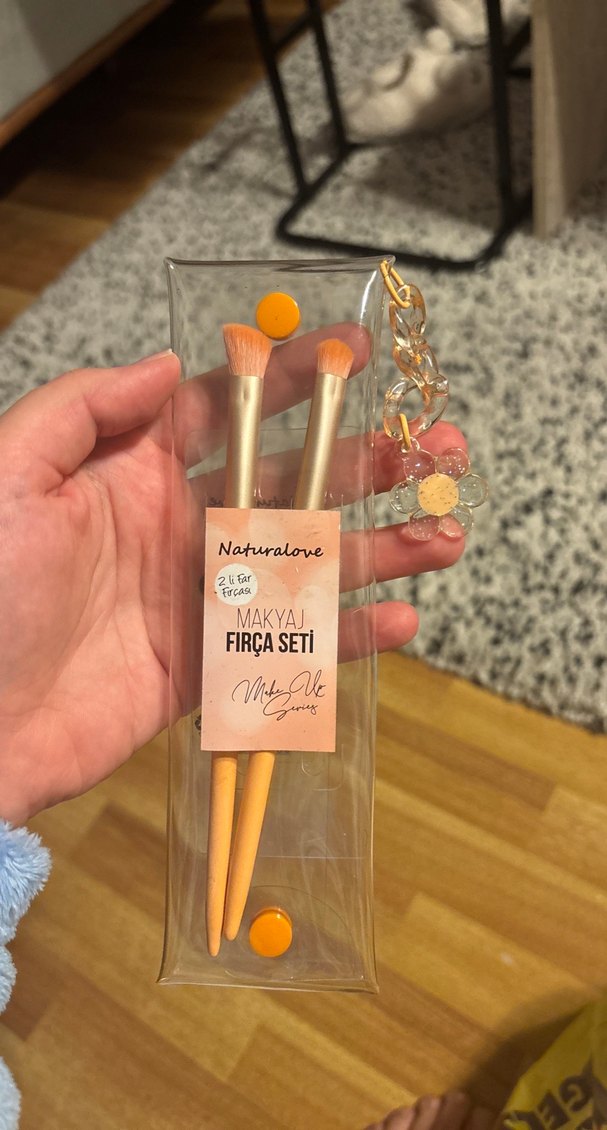 Naturalove
2 li Far
Fırçası
MAKYAJ
FIRÇA SETİ
Make Up
Series